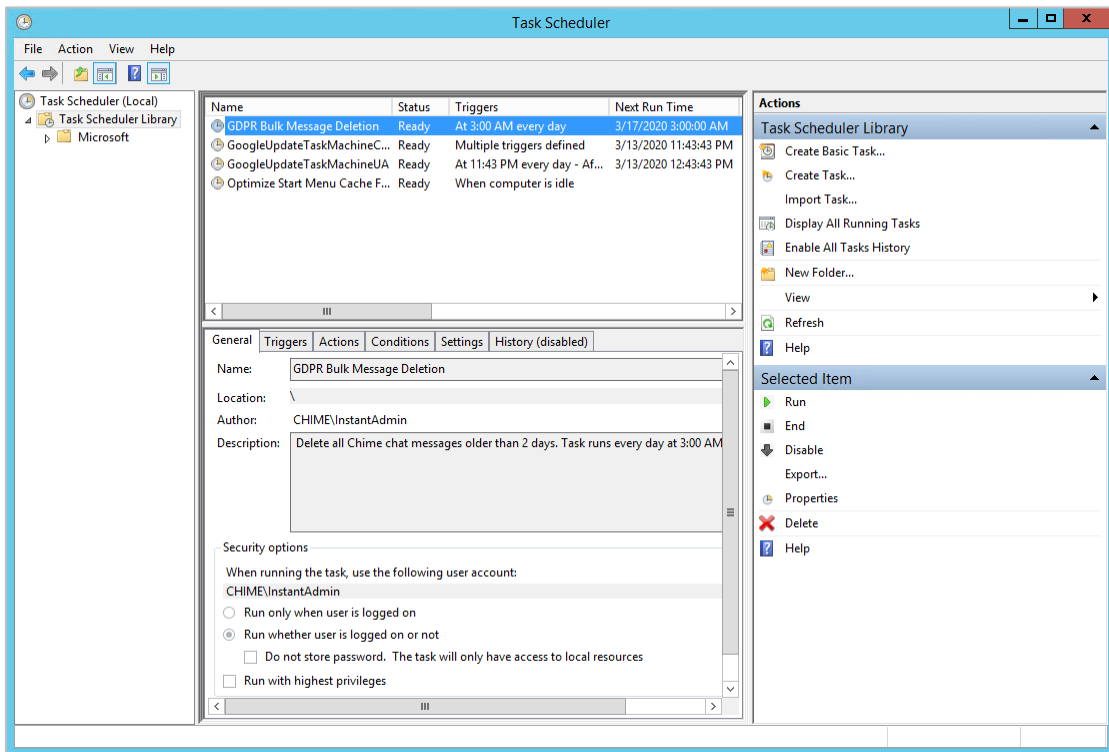 Task Scheduler
File Action View Help
Task Scheduler (Local)
Task Scheduler Library
Microsoft
Name Status Triggers Next Run Time
GDPR Bulk Message Deletion Ready At 3:00 AM every day 3/17/2020 3:00:00 AM
GoogleUpdateTaskMachineC... Ready Multiple triggers defined 3/13/2020 11:43:43 PM
GoogleUpdateTaskMachineUA Ready At 11:43 PM every day - Af... 3/13/2020 12:43:43 PM
Optimize Start Menu Cache F... Ready When computer is idle
General Triggers Actions Conditions Settings History (disabled)
Name: GDPR Bulk Message Deletion
Location: \
Author: CHIME\InstantAdmin
Description: Delete all Chime chat messages older than 2 days. Task runs every day at 3:00 AM
Security options
When running the task, use the following user account:
CHIME\InstantAdmin
Run only when user is logged on
Run whether user is logged on or not
Do not store password. The task will only have access to local resources
Run with highest privileges
Actions
Task Scheduler Library
Create Basic Task...
Create Task...
Import Task...
Display All Running Tasks
Enable All Tasks History
New Folder...
View
Refresh
Help
Selected Item
Run
End
Disable
Export...
Properties
Delete
Help